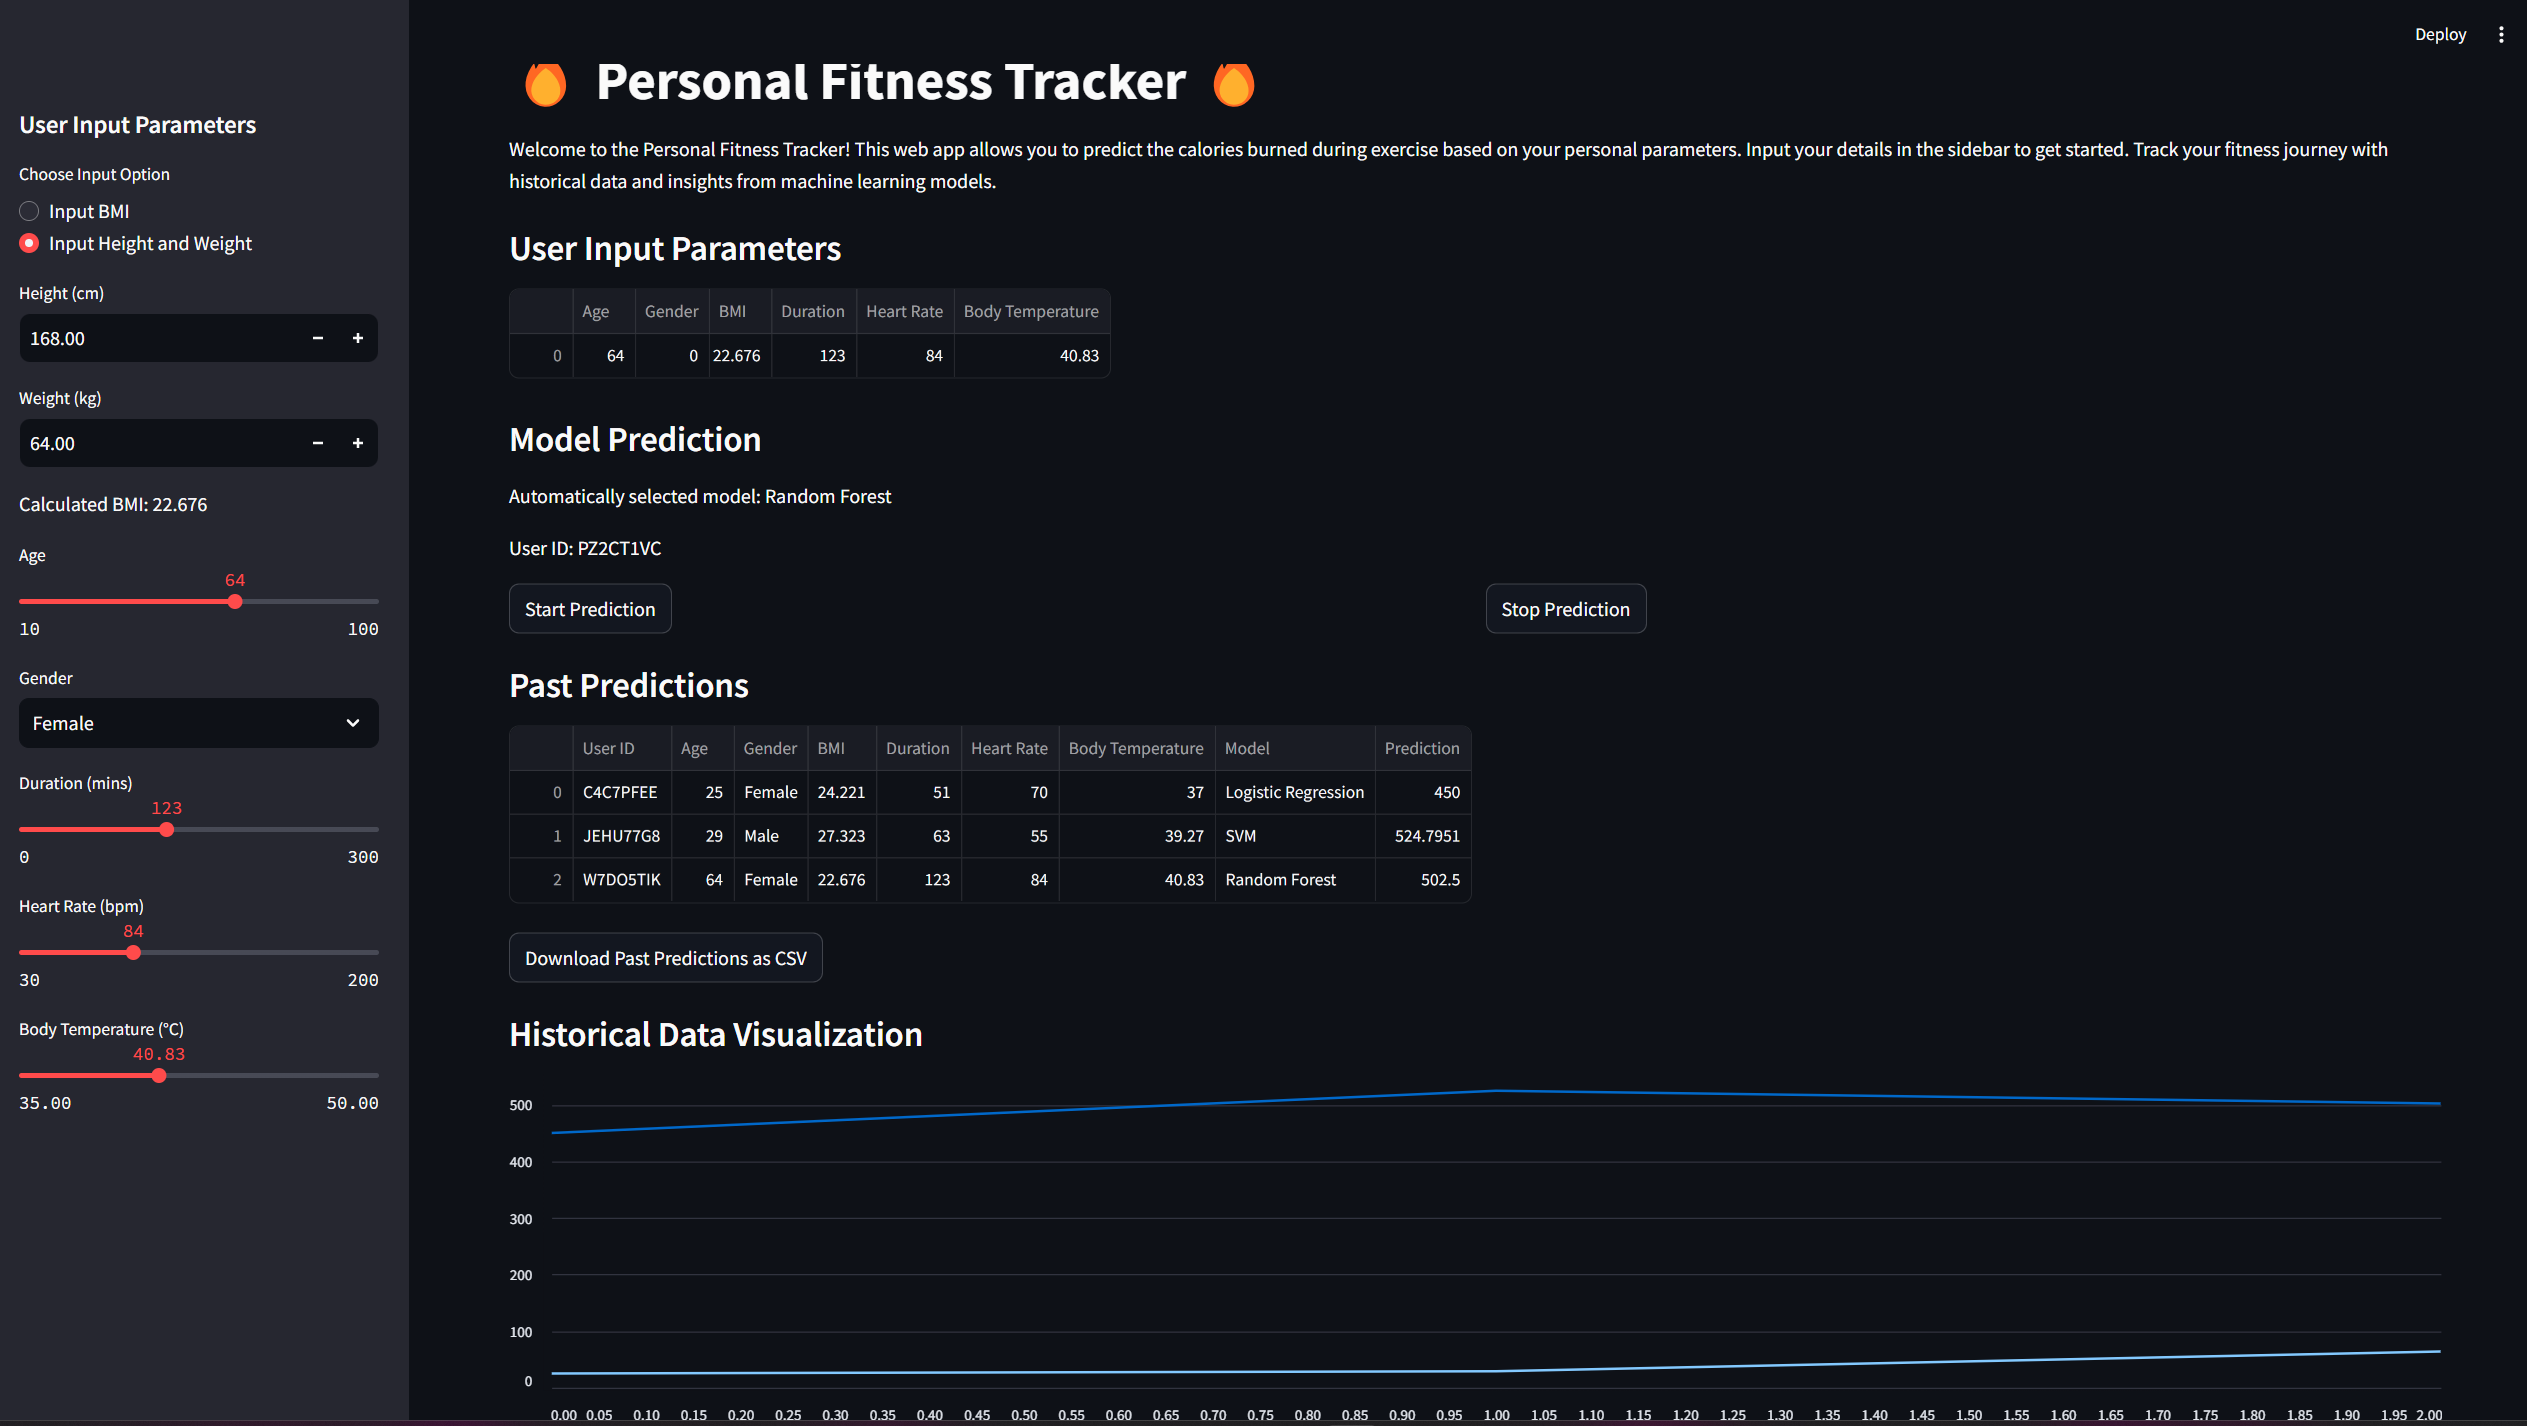 Deploy
User Input Parameters
Choose Input Option
Input BMI
Input Height and Weight
Height (cm)
168.00
Weight (kg)
64.00
Calculated BMI: 22.676
Age
64
10 100
Gender
Female
Duration (mins)
123
0 300
Heart Rate (bpm)
84
30 200
Body Temperature (°C)
40.83
35.00 50.00
Personal Fitness Tracker
Welcome to the Personal Fitness Tracker! This web app allows you to predict the calories burned during exercise based on your personal parameters. Input your details in the sidebar to get started. Track your fitness journey with
historical data and insights from machine learning models.
User Input Parameters
Age Gender BMI Duration Heart Rate Body Temperature
0 64 0 22.676 123 84 40.83
Model Prediction
Automatically selected model: Random Forest
User ID: PZ2CT1VC
Start Prediction Stop Prediction
Past Predictions
User ID Age Gender BMI Duration Heart Rate Body Temperature Model Prediction
0 C4C7PFEE 25 Female 24.221 51 70 37 Logistic Regression 450
1 JEHU77G8 29 Male 27.323 63 55 39.27 SVM 524.7951
2 W7DO5TIK 64 Female 22.676 123 84 40.83 Random Forest 502.5
Download Past Predictions as CSV
Historical Data Visualization
500
400
300
200
100
0
0.00 0.05 0.10 0.15 0.20 0.25 0.30 0.35 0.40 0.45 0.50 0.55 0.60 0.65 0.70 0.75 0.80 0.85 0.90 0.95 1.00 1.05 1.10 1.15 1.20 1.25 1.30 1.35 1.40 1.45 1.50 1.55 1.60 1.65 1.70 1.75 1.80 1.85 1.90 1.95 2.00